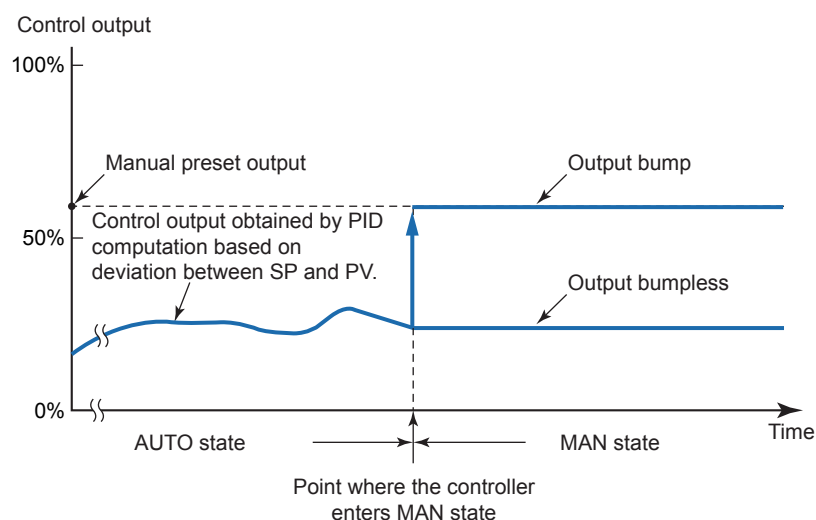 Control output
100%
Manual preset output
Output bump
Control output obtained by PID
computation based on
deviation between SP and PV.
50%
Output bumpless
0%
AUTO state
MAN state
Time
Point where the controller
enters MAN state